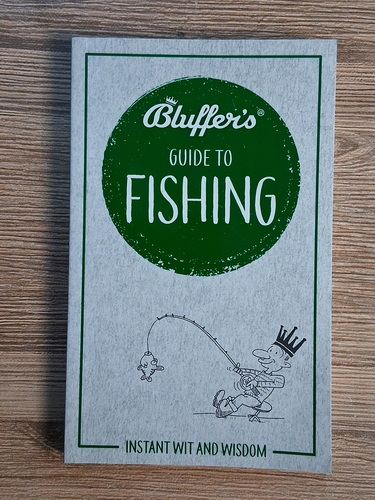 Bluffer's®
GUIDE TO
FISHING
INSTANT WIT AND WISDOM